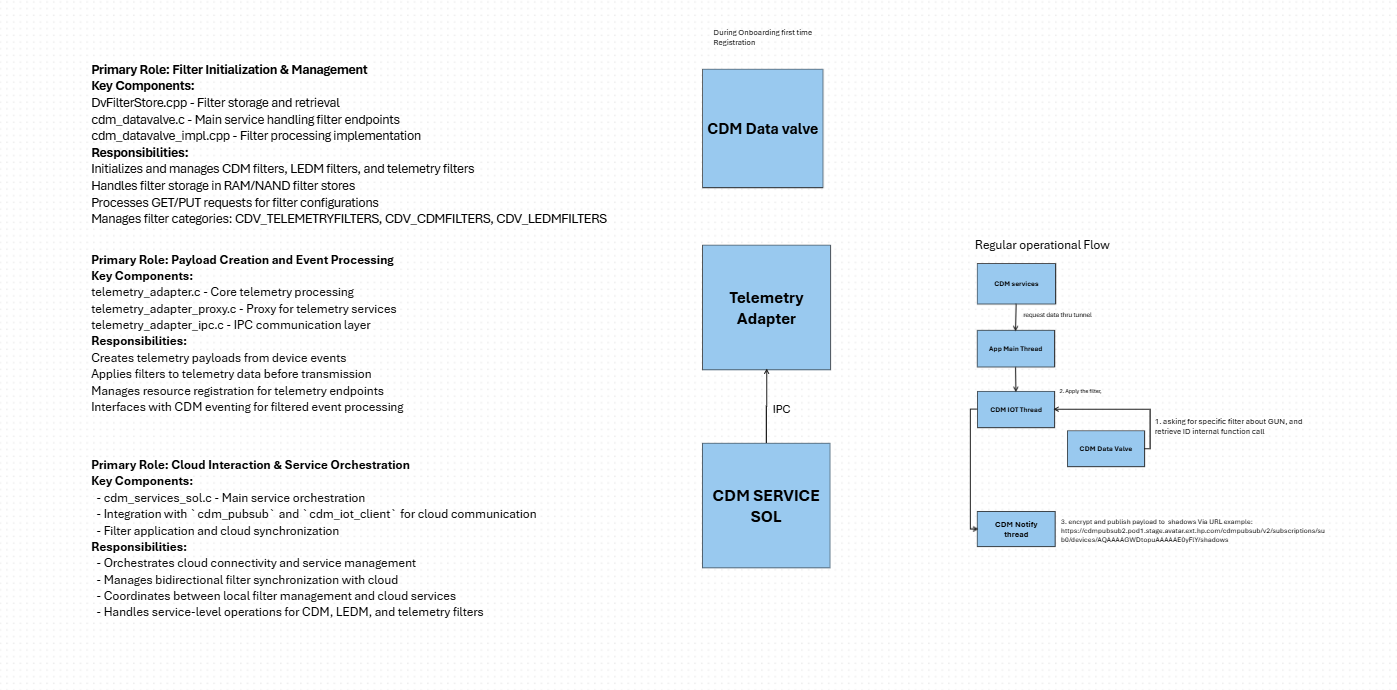 During Onboarding first time
Registration
Primary Role: Filter Initialization & Management
Key Components:
DvFilterStore.cpp - Filter storage and retrieval
cdm_datavalve.c - Main service handling filter endpoints
cdm_datavalve_impl.cpp - Filter processing implementation
Responsibilities:
Initializes and manages CDM filters, LEDM filters, and telemetry filters
Handles filter storage in RAM/NAND filter stores
Processes GET/PUT requests for filter configurations
Manages filter categories: CDV_TELEMETRYFILTERS, CDV_CDMFILTERS, CDV_LEDMFILTERS
CDM Data valve
Primary Role: Payload Creation and Event Processing
Key Components:
telemetry_adapter.c - Core telemetry processing
telemetry_adapter_proxy.c - Proxy for telemetry services
telemetry_adapter_ipc.c - IPC communication layer
Responsibilities:
Creates telemetry payloads from device events
Applies filters to telemetry data before transmission
Manages resource registration for telemetry endpoints
Interfaces with CDM eventing for filtered event processing
Telemetry
Adapter
IPC
Primary Role: Cloud Interaction & Service Orchestration
Key Components:
- cdm_services_sol.c - Main service orchestration
- Integration with `cdm_pubsub` and `cdm_iot_client` for cloud communication
- Filter application and cloud synchronization
Responsibilities:
- Orchestrates cloud connectivity and service management
- Manages bidirectional filter synchronization with cloud
- Coordinates between local filter management and cloud services
- Handles service-level operations for CDM, LEDM, and telemetry filters
CDM SERVICE
SOL
Regular operational Flow
CDM services
request data thru tunnel
App Main Thread
2. Apply the filter,
CDM IOT Thread
1. asking for specific filter about GUN, and
retrieve ID internal function call
CDM Data Valve
CDM Notify
thread
3. encrypt and publish payload to shadows Via URL example:
https://cdmpubsub2.pod1.stage.avatar.ext.hp.com/cdmpubsub/v2/subscriptions/su